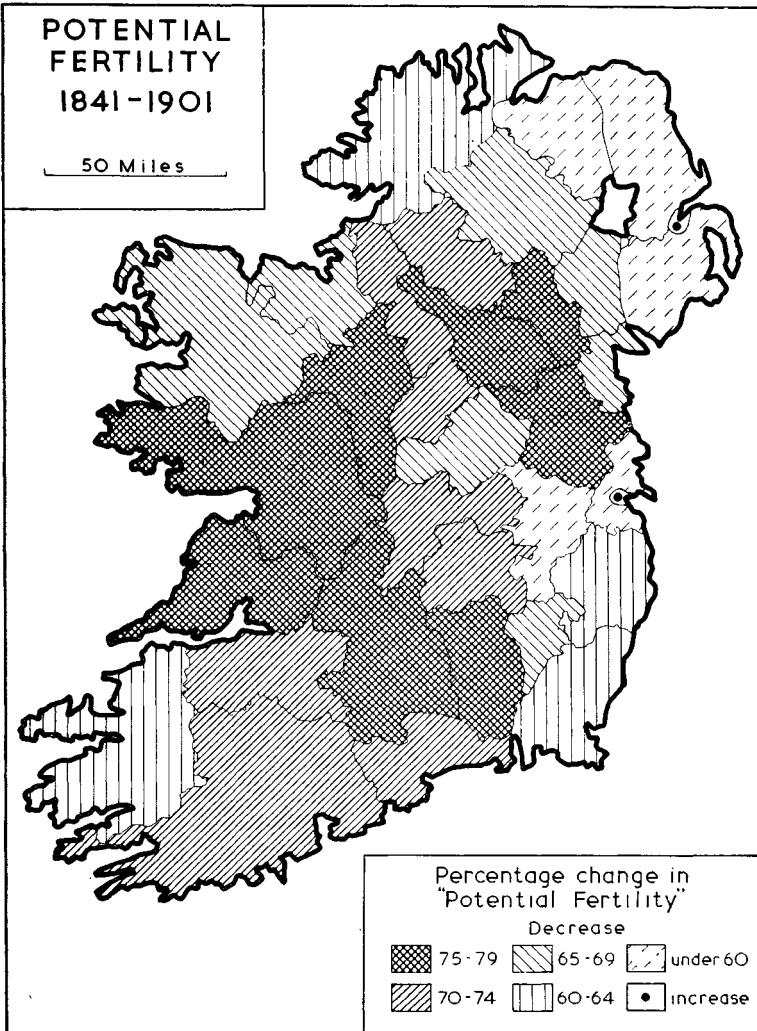 POTENTIAL
FERTILITY
1841-1901
50 Miles
Percentage change in
"Potential Fertility"
Decrease
75-79 65-69 under 60
70-74 60-64 increase